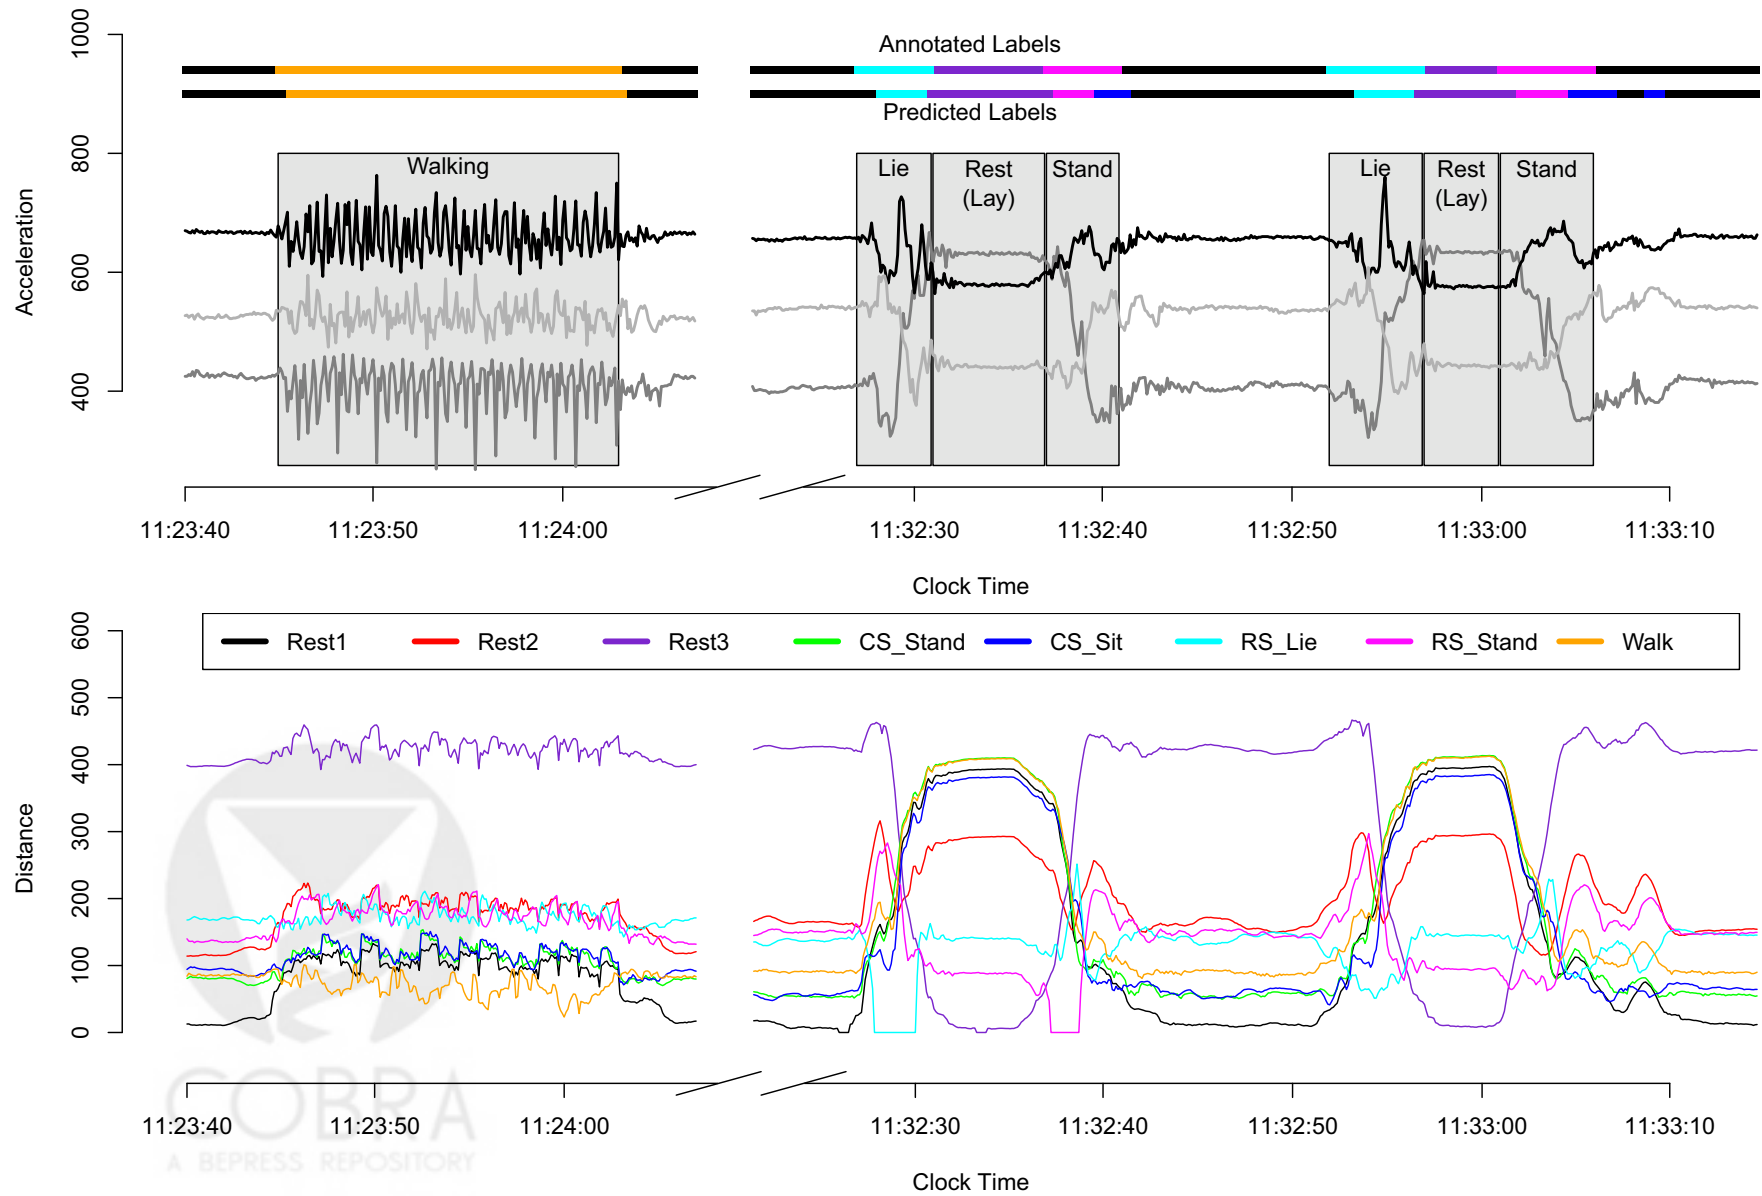 Annotated Labels
Predicted Labels
1000
800
600
400
Acceleration
Walking
Lie
Rest
(Lay)
Stand
Lie
Rest
(Lay)
Stand
11:23:40
11:23:50
11:24:00
11:32:30
11:32:40
11:32:50
11:33:00
11:33:10
Clock Time
Rest1
Rest2
Rest3
CS_Stand
CS_Sit
RS_Lie
RS_Stand
Walk
600
500
400
300
200
100
0
Distance
COBRA
A BEPRESS REPOSITORY
11:23:40
11:23:50
11:24:00
11:32:30
11:32:40
11:32:50
11:33:00
11:33:10
Clock Time